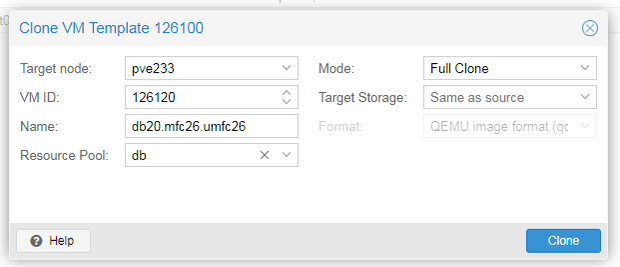 Clone VM Template 126100
Target node: pve233 Mode: Full Clone
VM ID: 126120 Target Storage: Same as source
Name: db20.mfc26.umfc26 Format: QEMU image format (qc
Resource Pool: db
Help Clone